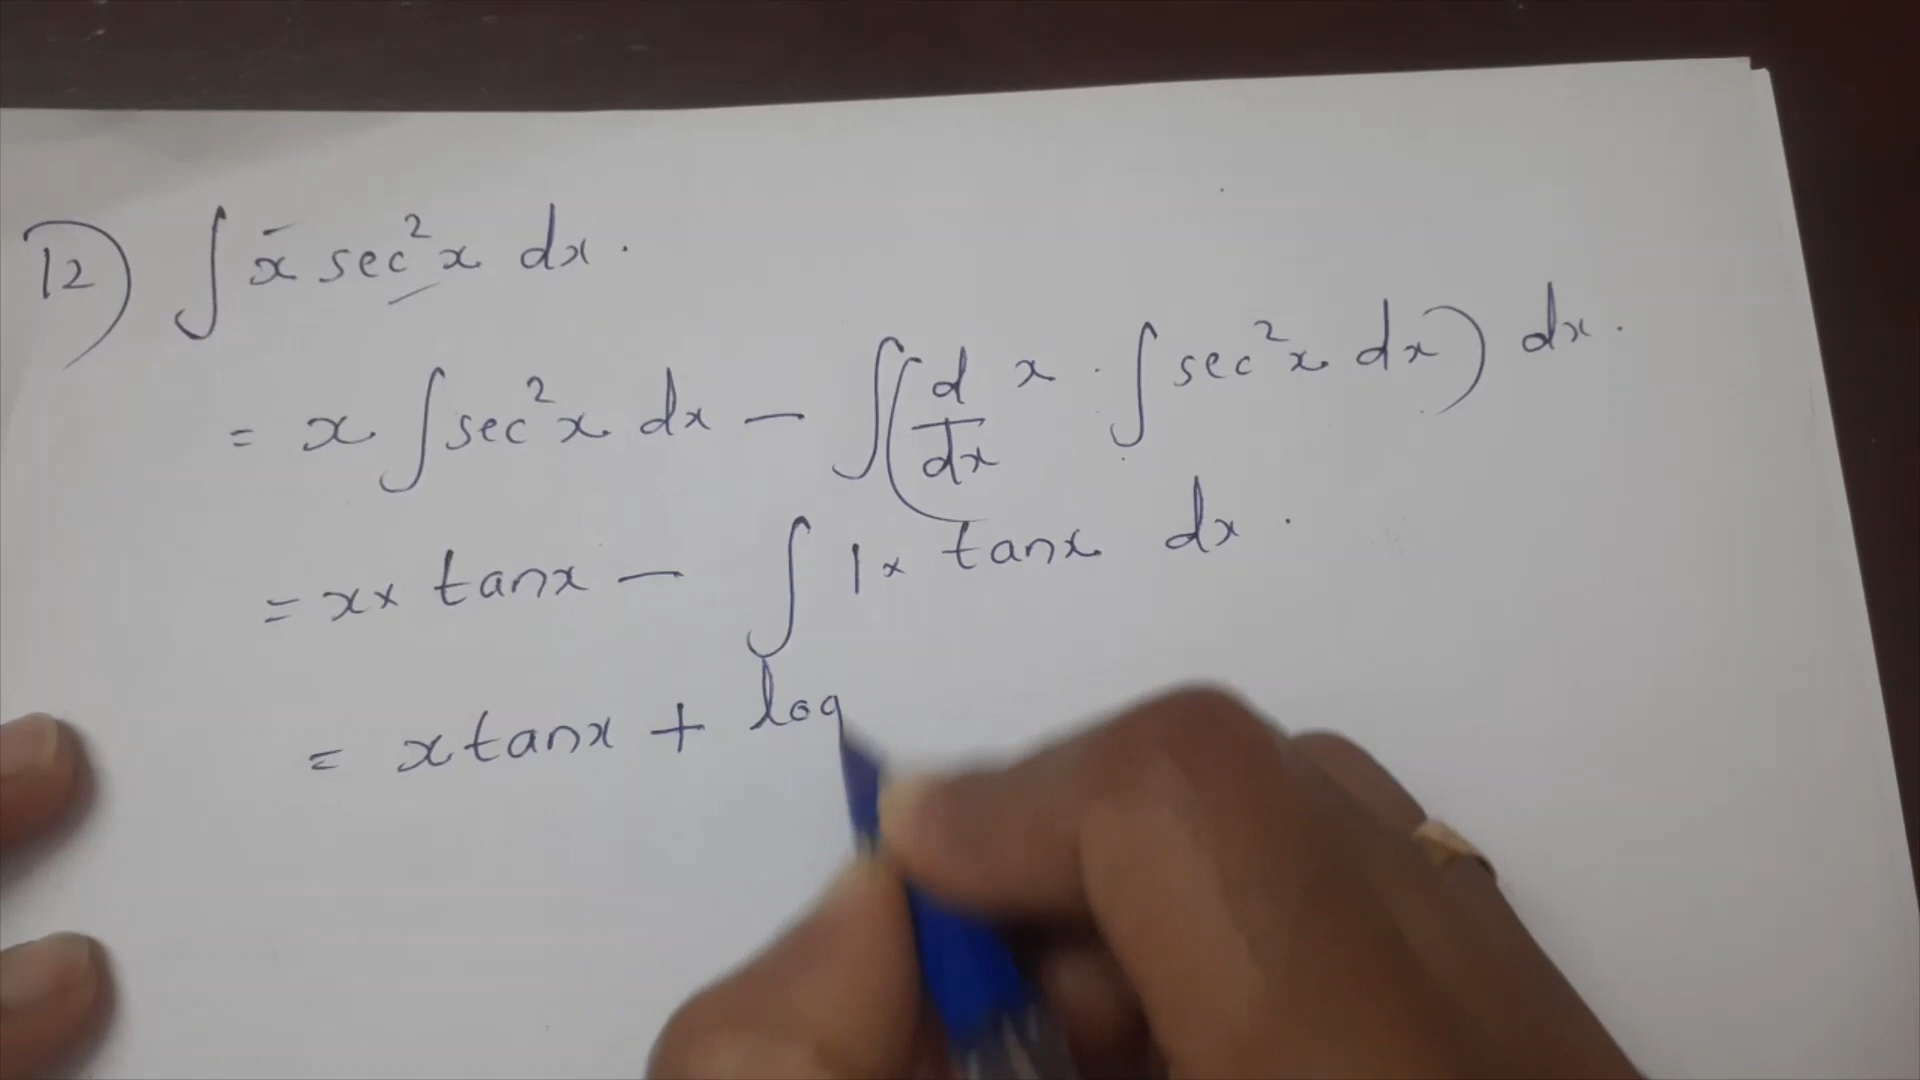 12) ∫ x sec²x dx.
= x ∫ sec²x dx − ∫(d/dx x · ∫ sec²x dx) dx.
= x× tanx − ∫ 1× tanx dx.
= x tanx + log